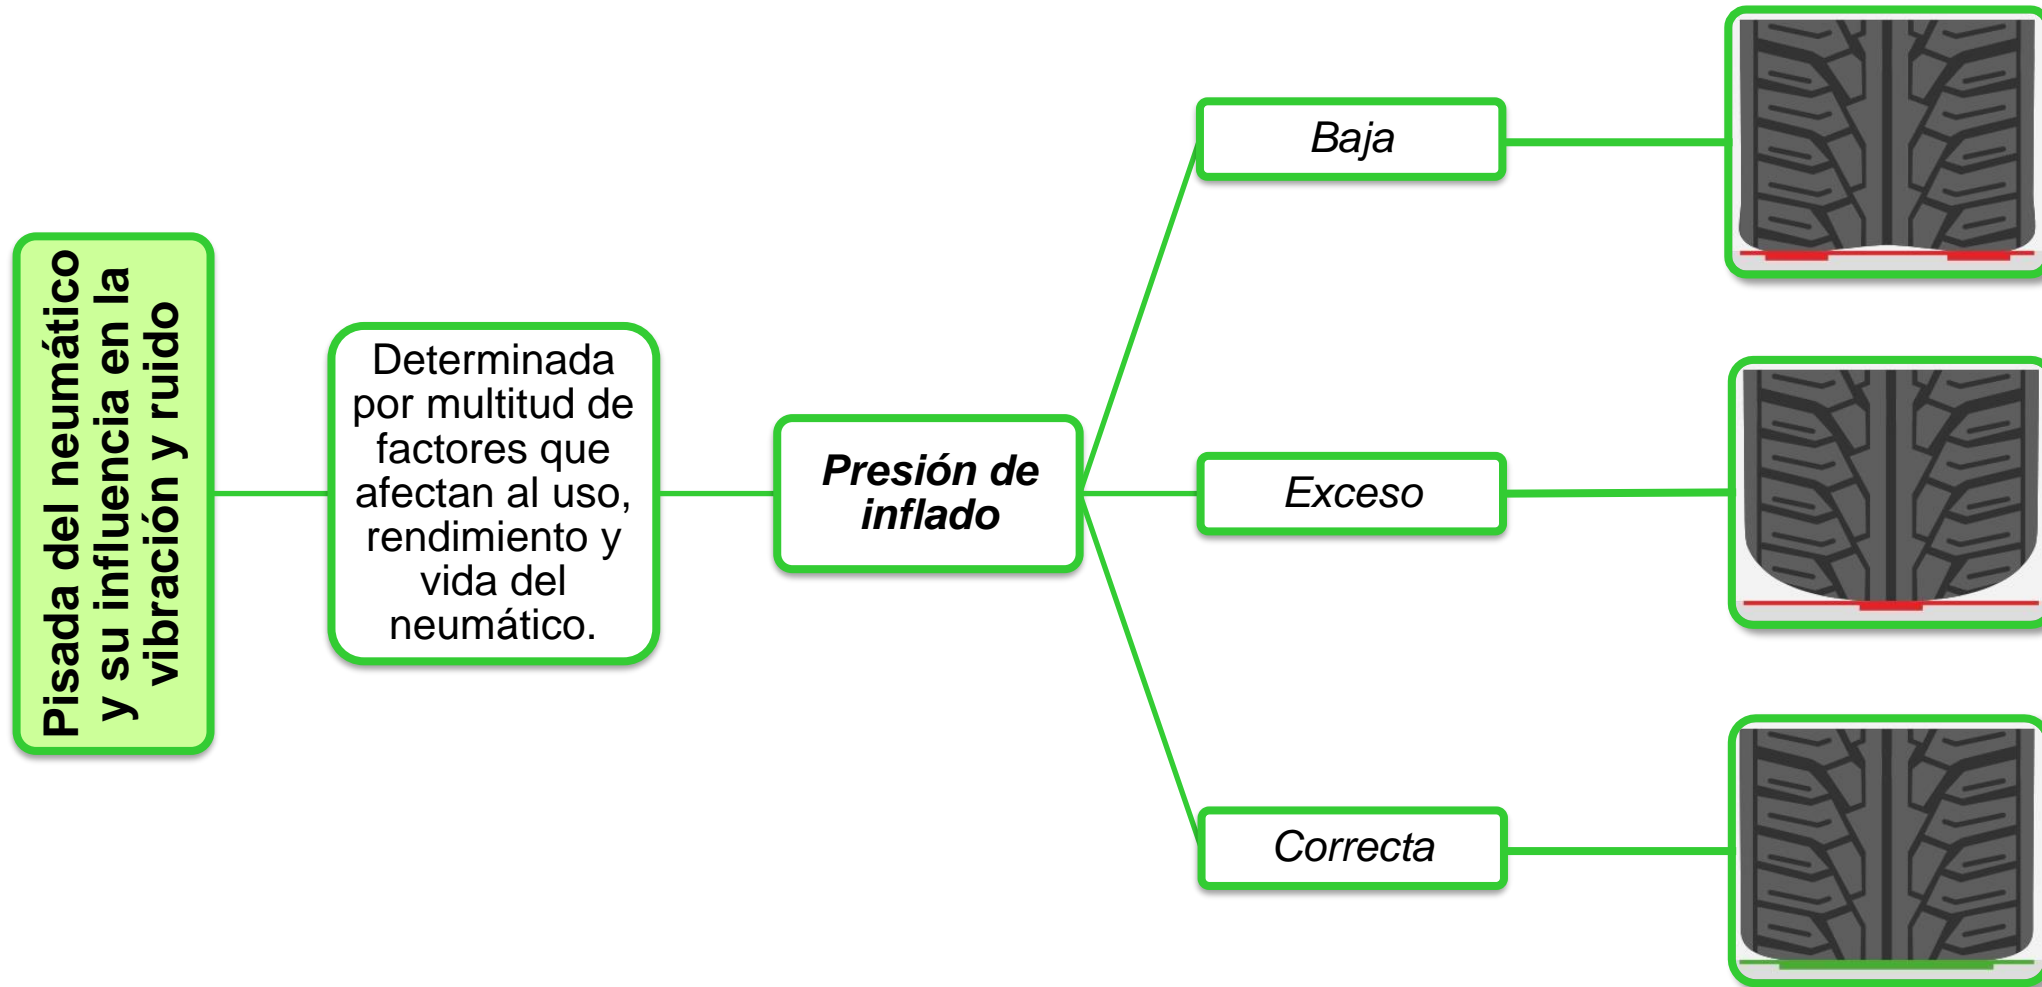 Pisada del neumático
y su influencia en la
vibración y ruido
Determinada
por multitud de
factores que
afectan al uso,
rendimiento y
vida del
neumático.
Presión de
inflado
Baja
Exceso
Correcta